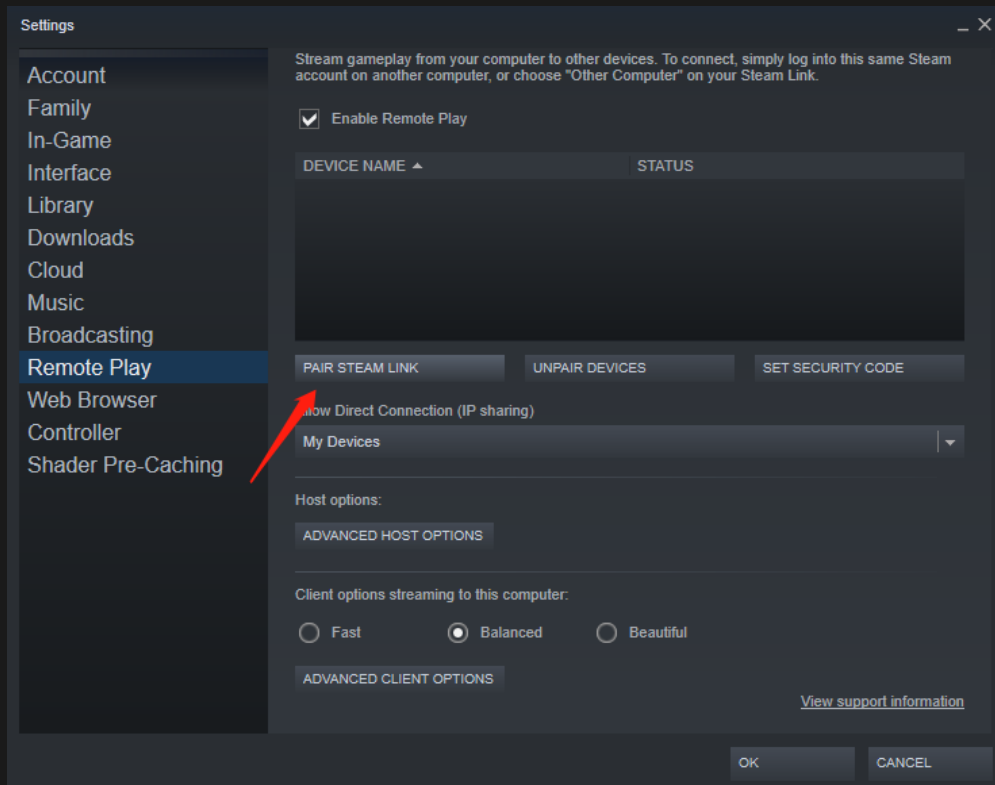 Settings
Account
Family
In-Game
Interface
Library
Downloads
Cloud
Music
Broadcasting
Remote Play
Web Browser
Controller
Shader Pre-Caching
Stream gameplay from your computer to other devices. To connect, simply log into this same Steam
account on another computer, or choose "Other Computer" on your Steam Link.
Enable Remote Play
DEVICE NAME STATUS
PAIR STEAM LINK UNPAIR DEVICES SET SECURITY CODE
Allow Direct Connection (IP sharing)
My Devices
Host options:
ADVANCED HOST OPTIONS
Client options streaming to this computer:
Fast Balanced Beautiful
ADVANCED CLIENT OPTIONS
View support information
OK CANCEL